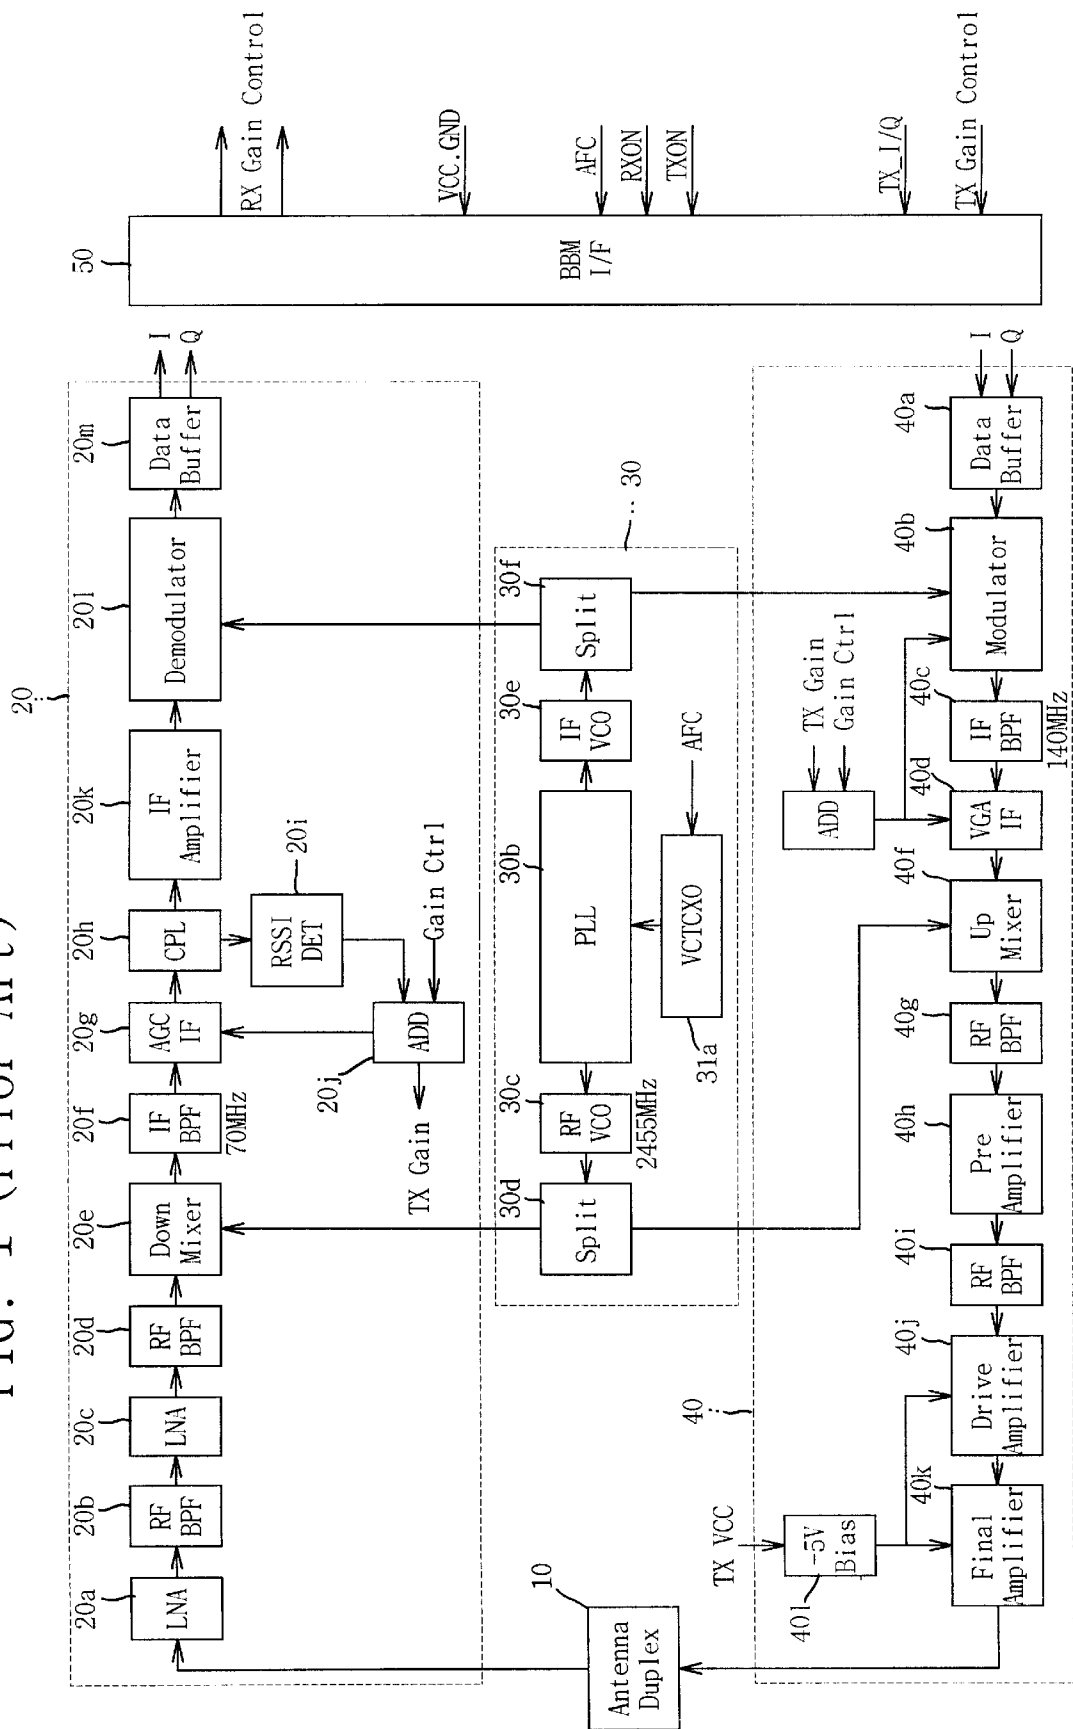 FIG. 1 (Prior Art)
20
20a
LNA
20b
RF
BPF
20c
LNA
20d
RF
BPF
20e
Down
Mixer
20f
IF
BPF
70MHz
20g
AGC
IF
20h
CPL
20k
IF
Amplifier
20l
Demodulator
20m
Data
Buffer
I
Q
20i
RSSI
DET
20j
ADD
Gain Ctrl
TX Gain
10
Antenna
Duplex
30
30d
Split
30c
RF
VCO
2455MHz
30b
PLL
30e
IF
VCO
30f
Split
31a
VCTCXO
AFC
40
TX VCC
40l
-5V
Bias
40k
Final
Amplifier
40j
Drive
Amplifier
40i
RF
BPF
40h
Pre
Amplifier
40g
RF
BPF
40f
Up
Mixer
40d
VGA
IF
ADD
TX Gain
Gain Ctrl
40c
IF
BPF
140MHz
40b
Modulator
40a
Data
Buffer
I
Q
50
BBM
I/F
RX Gain Control
VCC.GND
AFC
RXON
TXON
TX_I/Q
TX Gain Control